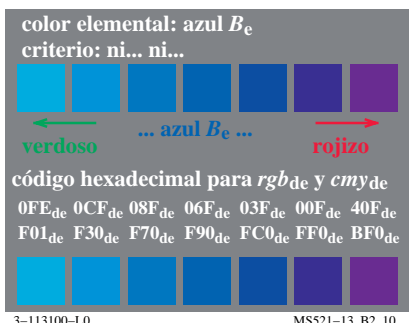 color elemental: azul Be
criterio: ni... ni...
... azul Be ...
verdoso rojizo
código hexadecimal para rgbde y cmyde
0FEde 0CFde 08Fde 06Fde 03Fde 00Fde 40Fde
F01de F30de F70de F90de FC0de FF0de BF0de
3–113100–L0 MS521–13, B2_10